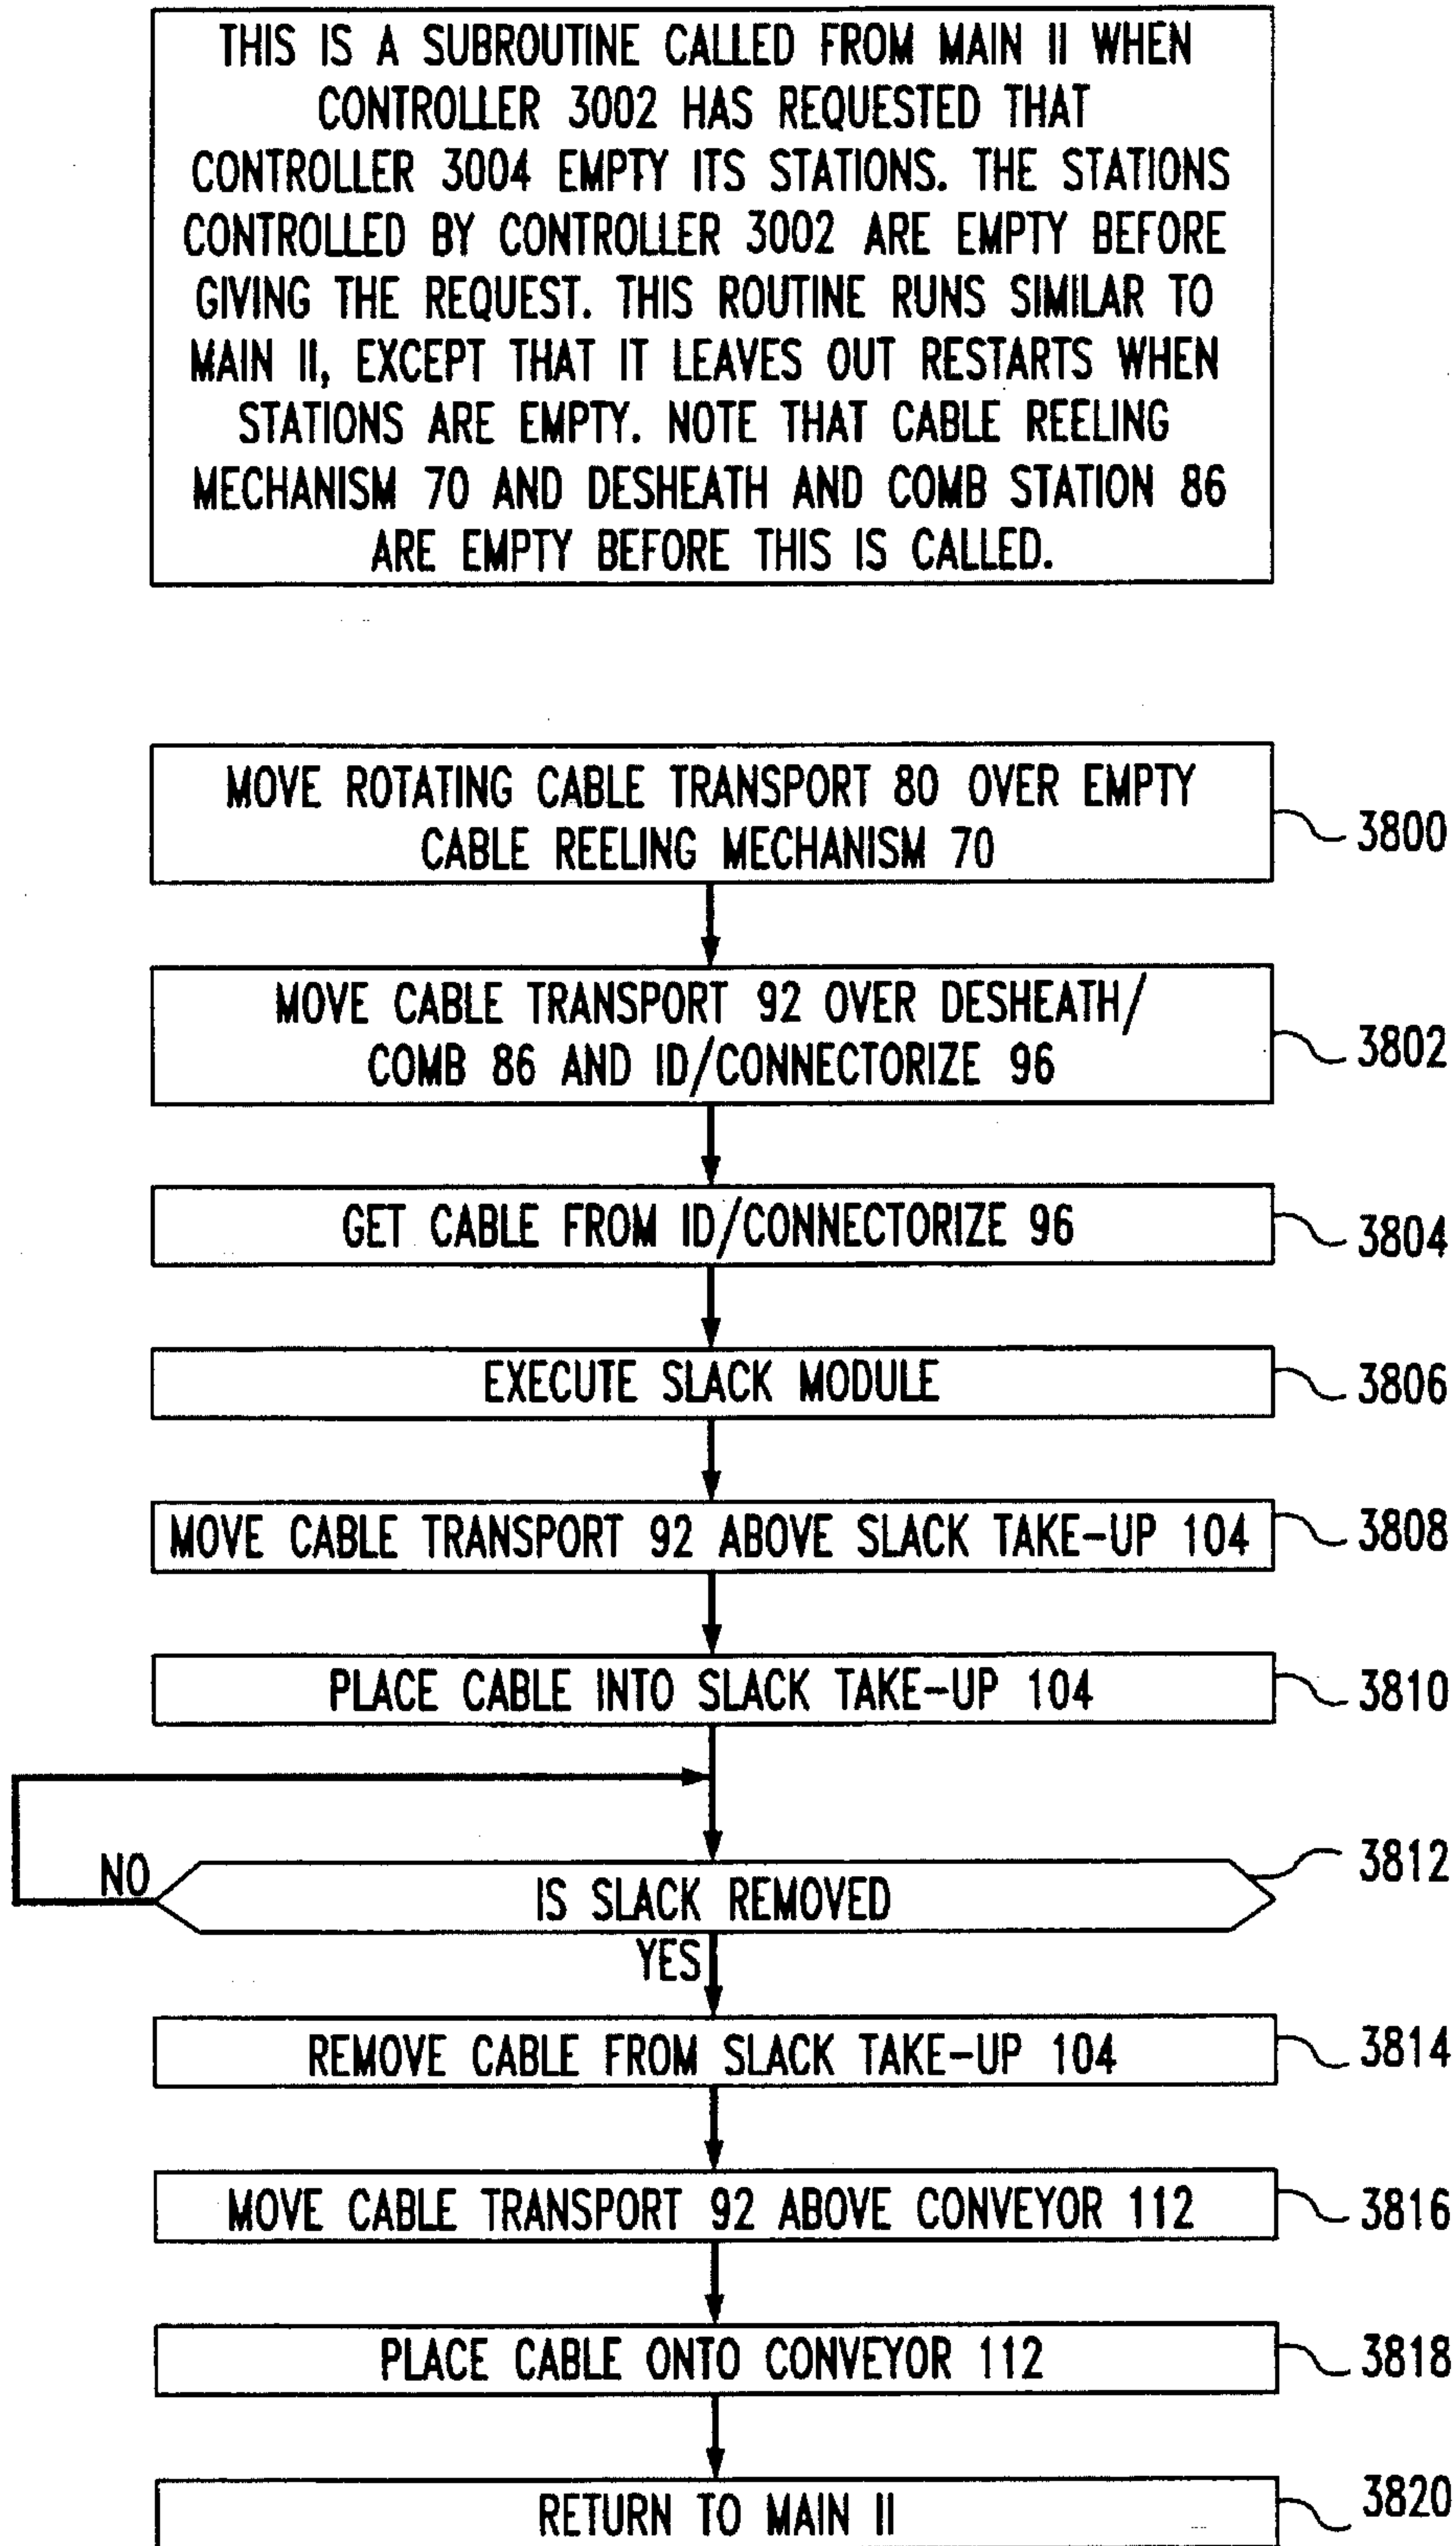 THIS IS A SUBROUTINE CALLED FROM MAIN II WHEN
CONTROLLER 3002 HAS REQUESTED THAT
CONTROLLER 3004 EMPTY ITS STATIONS. THE STATIONS
CONTROLLED BY CONTROLLER 3002 ARE EMPTY BEFORE
GIVING THE REQUEST. THIS ROUTINE RUNS SIMILAR TO
MAIN II, EXCEPT THAT IT LEAVES OUT RESTARTS WHEN
STATIONS ARE EMPTY. NOTE THAT CABLE REELING
MECHANISM 70 AND DESHEATH AND COMB STATION 86
ARE EMPTY BEFORE THIS IS CALLED.
MOVE ROTATING CABLE TRANSPORT 80 OVER EMPTY
CABLE REELING MECHANISM 70
3800
MOVE CABLE TRANSPORT 92 OVER DESHEATH/
COMB 86 AND ID/CONNECTORIZE 96
3802
GET CABLE FROM ID/CONNECTORIZE 96
3804
EXECUTE SLACK MODULE
3806
MOVE CABLE TRANSPORT 92 ABOVE SLACK TAKE-UP 104
3808
PLACE CABLE INTO SLACK TAKE-UP 104
3810
NO
IS SLACK REMOVED
3812
YES
REMOVE CABLE FROM SLACK TAKE-UP 104
3814
MOVE CABLE TRANSPORT 92 ABOVE CONVEYOR 112
3816
PLACE CABLE ONTO CONVEYOR 112
3818
RETURN TO MAIN II
3820